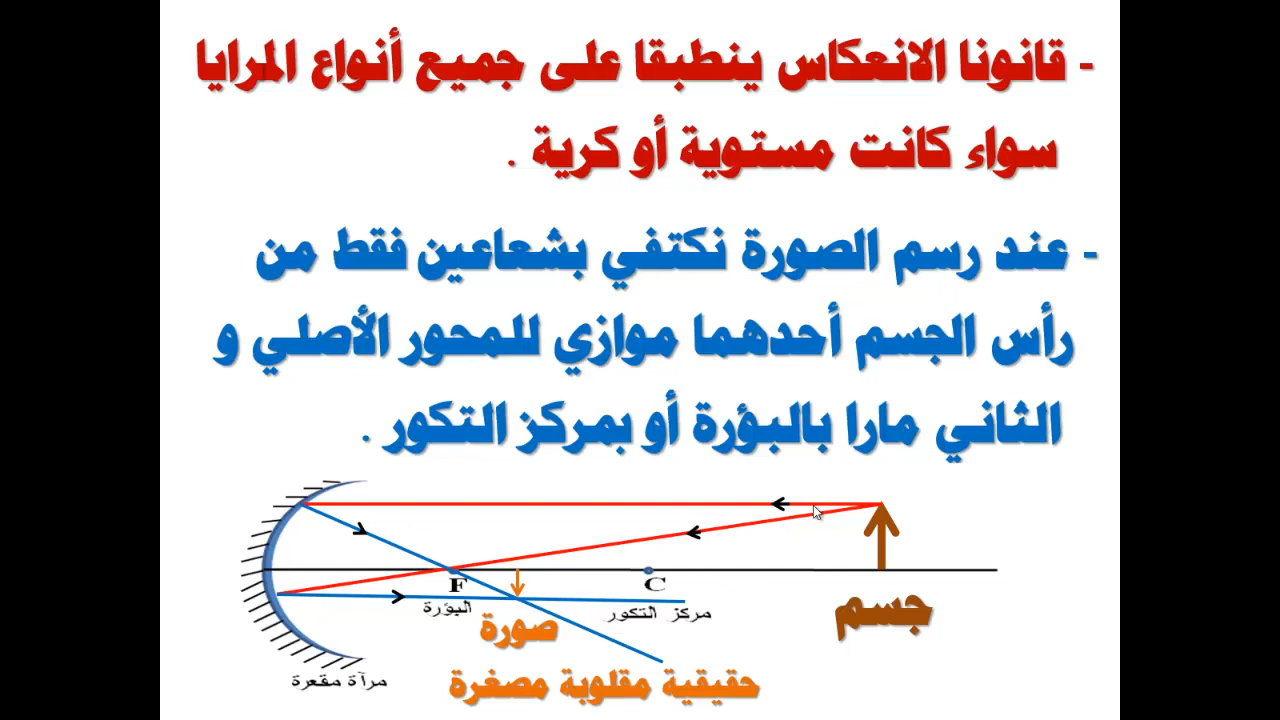 - قانونا الانعكاس ينطبقا على جميع أنواع المرايا
سواء كانت مستوية أو كرية .
- عند رسم الصورة نكتفي بشعاعين فقط من
رأس الجسم أحدهما موازي للمحور الأصلي و
الثاني مارا بالبؤرة أو بمركز التكور .
C
F
مركز التكور
البؤرة
جسم
صورة
حقيقية مقلوبة مصغرة
مرآة مقعرة